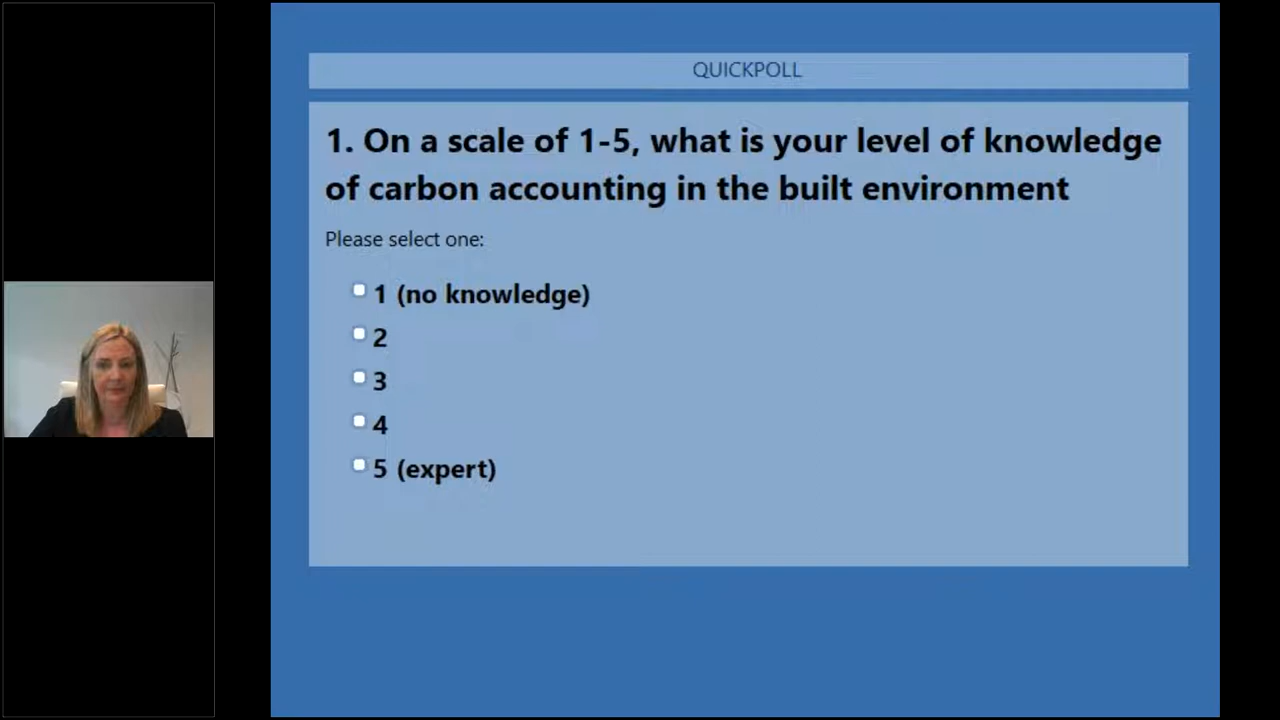 QUICKPOLL
1. On a scale of 1-5, what is your level of knowledge
of carbon accounting in the built environment
Please select one:
1 (no knowledge)
2
3
4
5 (expert)